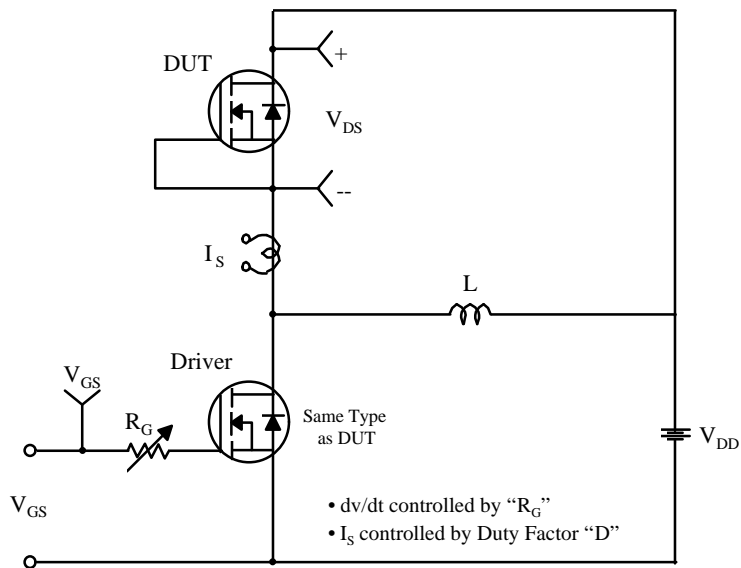 DUT
+
V_DS
--
I_S
L
Driver
V_GS
R_G
Same Type
as DUT
V_DD
V_GS
• dv/dt controlled by “R_G”
• I_S controlled by Duty Factor “D”